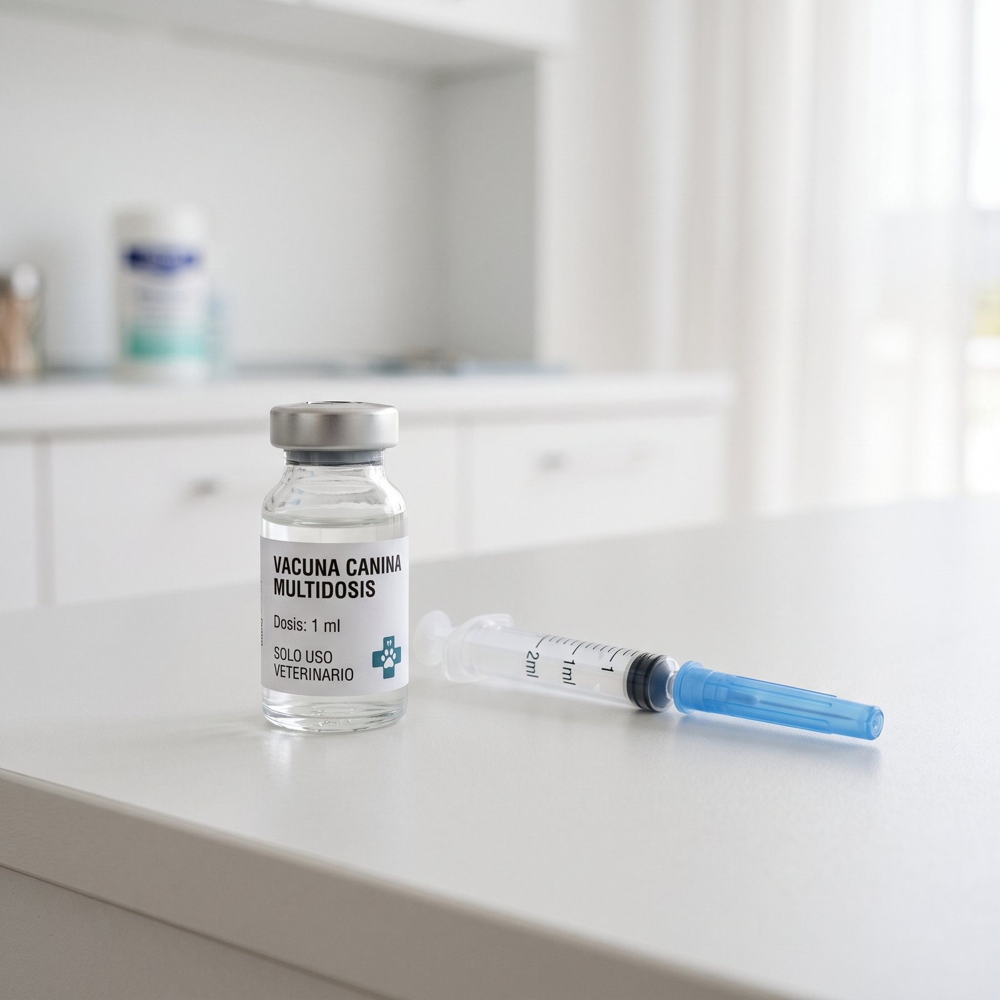 VACUNA CANINA
MULTIDOSIS
Dosis: 1 ml
SOLO USO
VETERINARIO
2ml
1ml
1